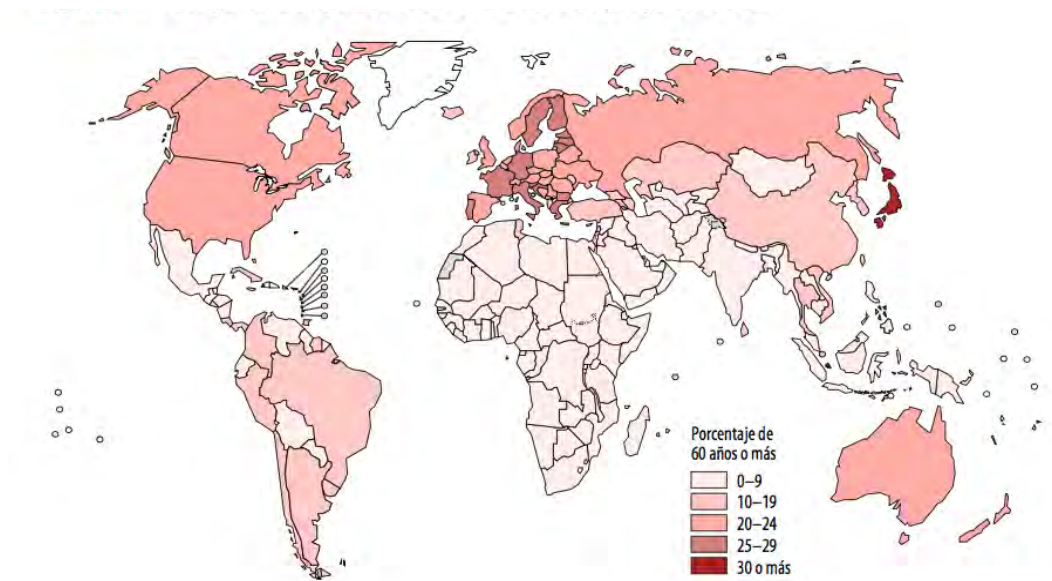 Porcentaje de
60 años o más
0–9
10–19
20–24
25–29
30 o más